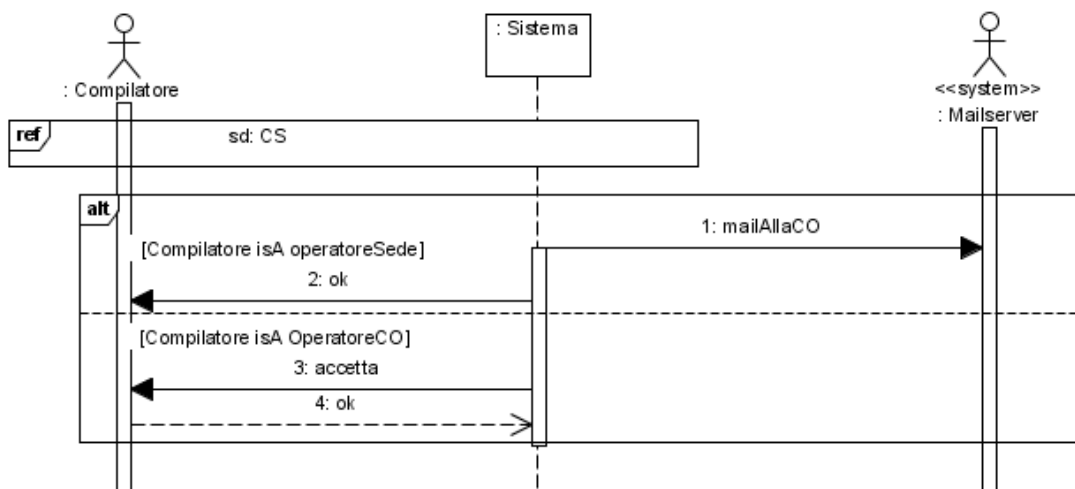 : Sistema
: Compilatore
<<system>>
: Mailserver
ref
sd: CS
alt
1: mailAllaCO
[Compilatore isA operatoreSede]
2: ok
[Compilatore isA OperatoreCO]
3: accetta
4: ok